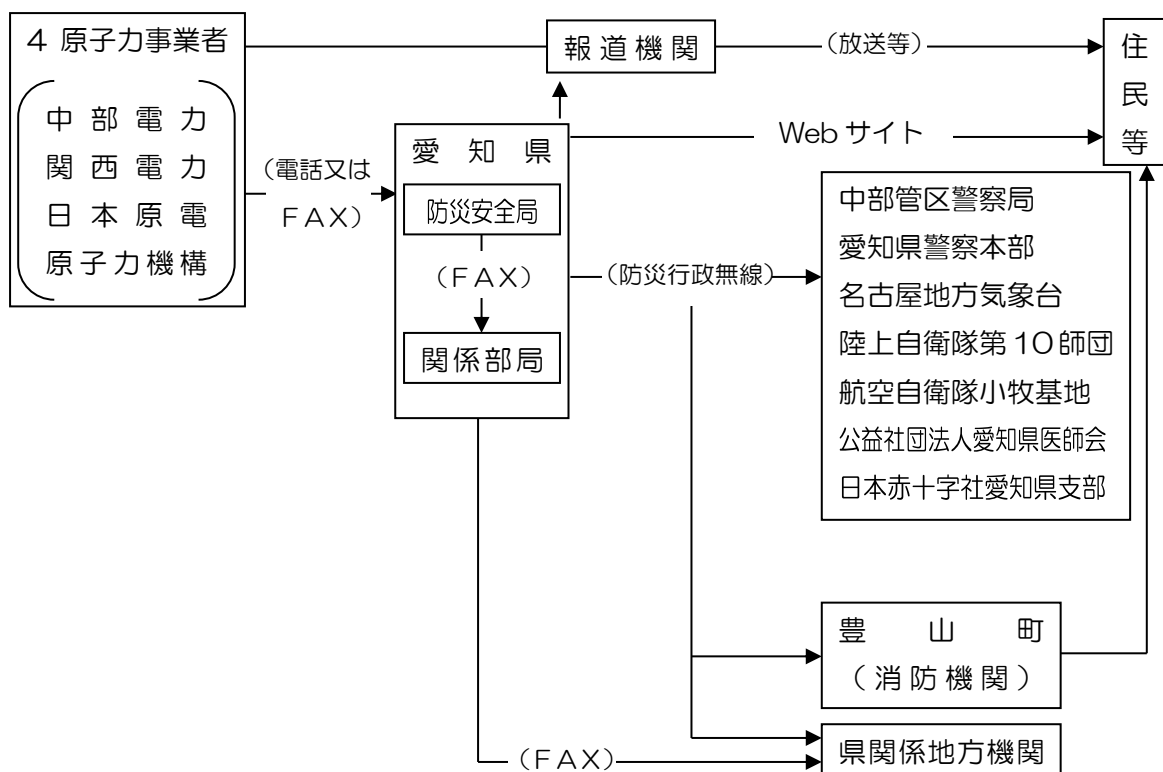 4 原子力事業者
中部電力
関西電力
日本原電
原子力機構
(電話又は
FAX)
報道機関
(放送等)
住民等
愛知県
防災安全局
(FAX)
関係部局
Webサイト
(防災行政無線)
中部管区警察局
愛知県警察本部
名古屋地方気象台
陸上自衛隊第10師団
航空自衛隊小牧基地
公益社団法人愛知県医師会
日本赤十字社愛知県支部
豊山町
(消防機関)
(FAX)
県関係地方機関